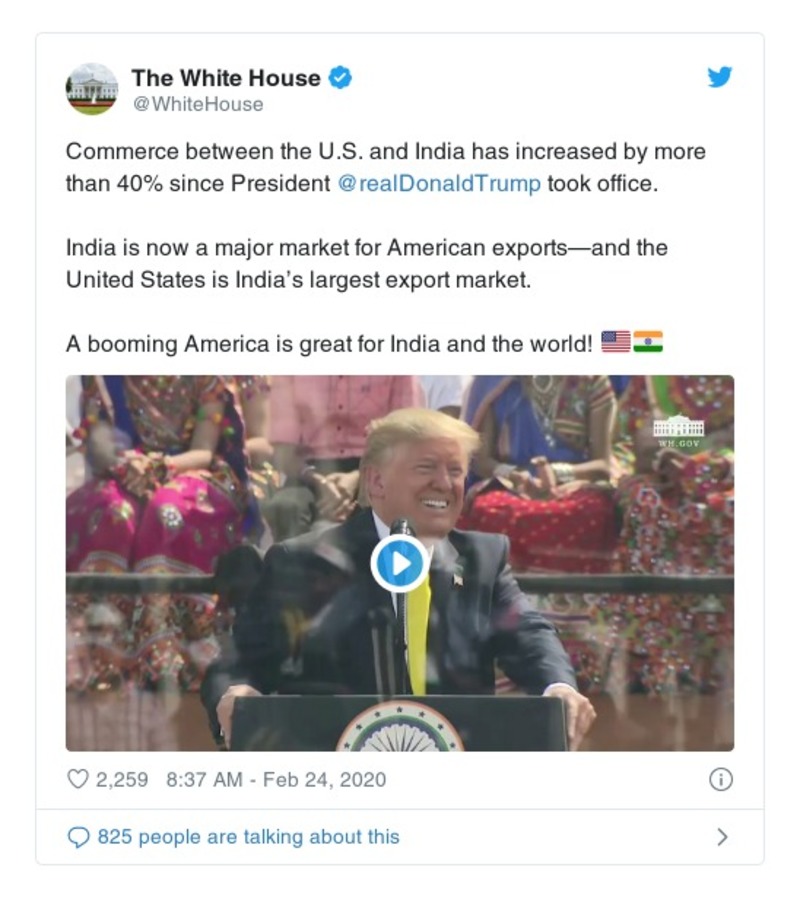 The White House
@WhiteHouse
Commerce between the U.S. and India has increased by more
than 40% since President @realDonaldTrump took office.
India is now a major market for American exports—and the
United States is India’s largest export market.
A booming America is great for India and the world! 🇺🇸🇮🇳
WH.GOV
2,259 8:37 AM - Feb 24, 2020
825 people are talking about this